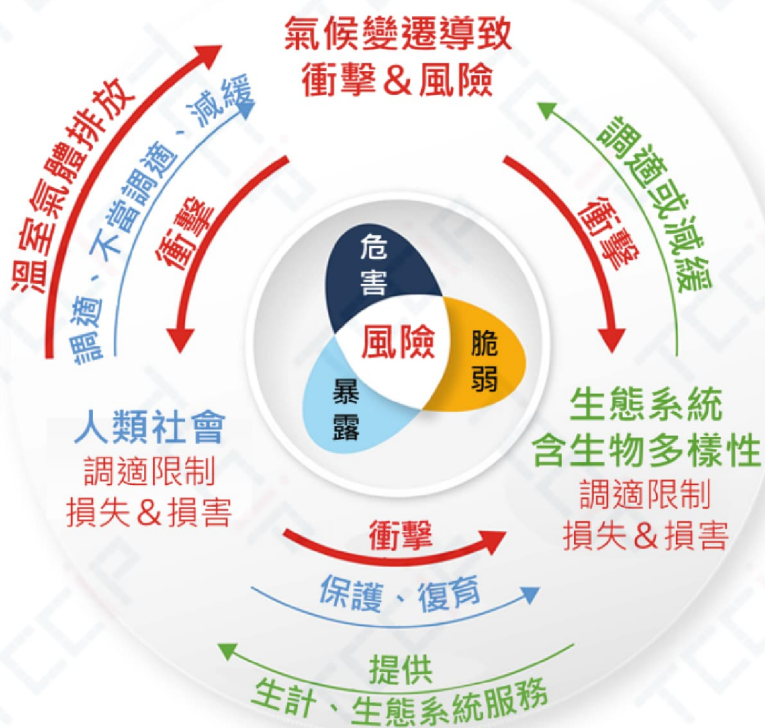 氣候變遷導致
衝擊＆風險
溫室氣體排放
調適、不當調適、減緩
衝擊
衝擊
調適或減緩
危害
風險
脆弱
暴露
人類社會
調適限制
損失＆損害
生態系統
含生物多樣性
調適限制
損失＆損害
衝擊
保護、復育
提供
生計、生態系統服務